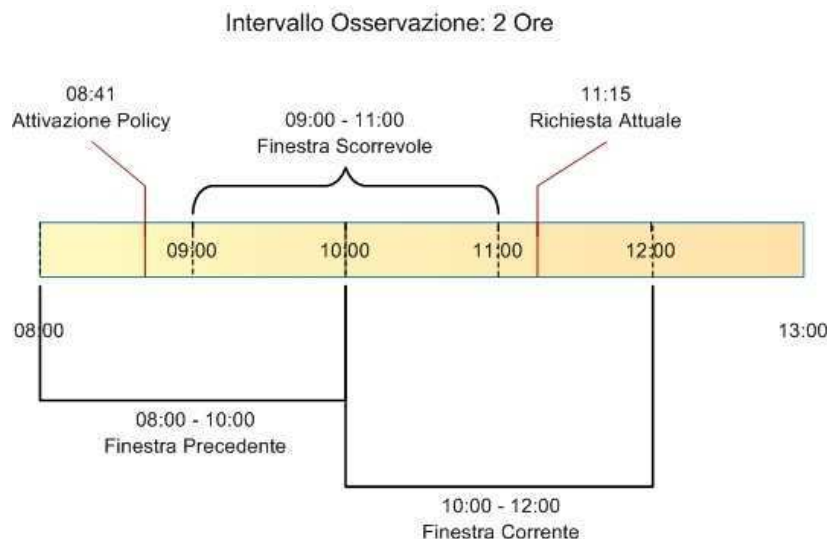 Intervallo Osservazione: 2 Ore
08:41
Attivazione Policy
09:00 - 11:00
Finestra Scorrevole
11:15
Richiesta Attuale
09:00
10:00
11:00
12:00
08:00
13:00
08:00 - 10:00
Finestra Precedente
10:00 - 12:00
Finestra Corrente